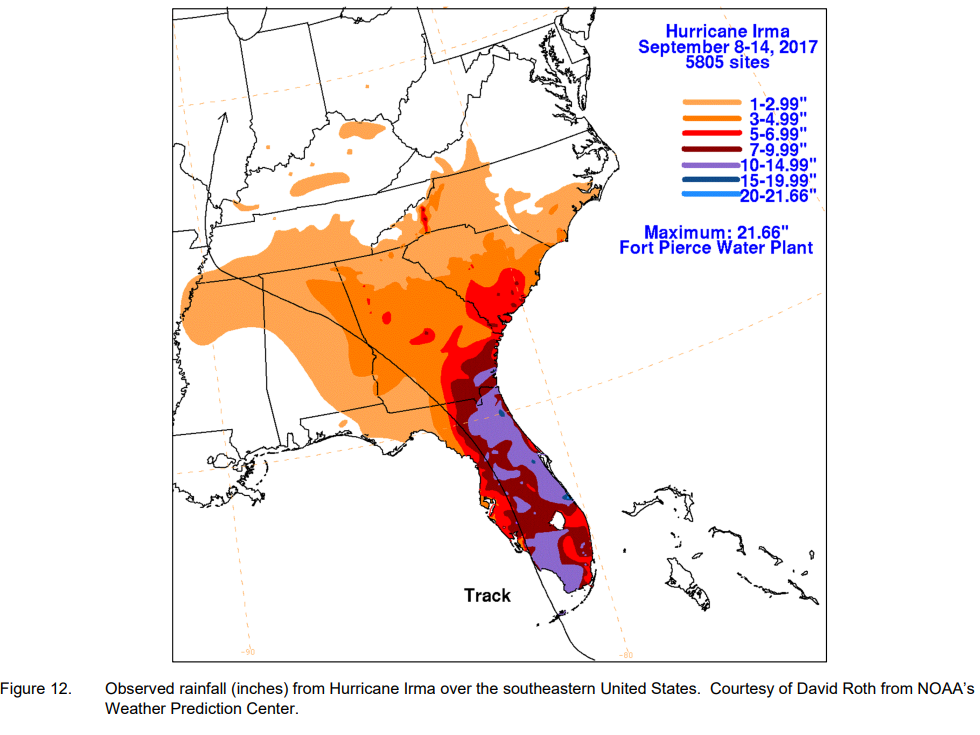 Hurricane Irma
September 8-14, 2017
5805 sites
1-2.99"
3-4.99"
5-6.99"
7-9.99"
10-14.99"
15-19.99"
20-21.66"
Maximum: 21.66"
Fort Pierce Water Plant
Track
-90
-80
Figure 12. Observed rainfall (inches) from Hurricane Irma over the southeastern United States. Courtesy of David Roth from NOAA’s
Weather Prediction Center.